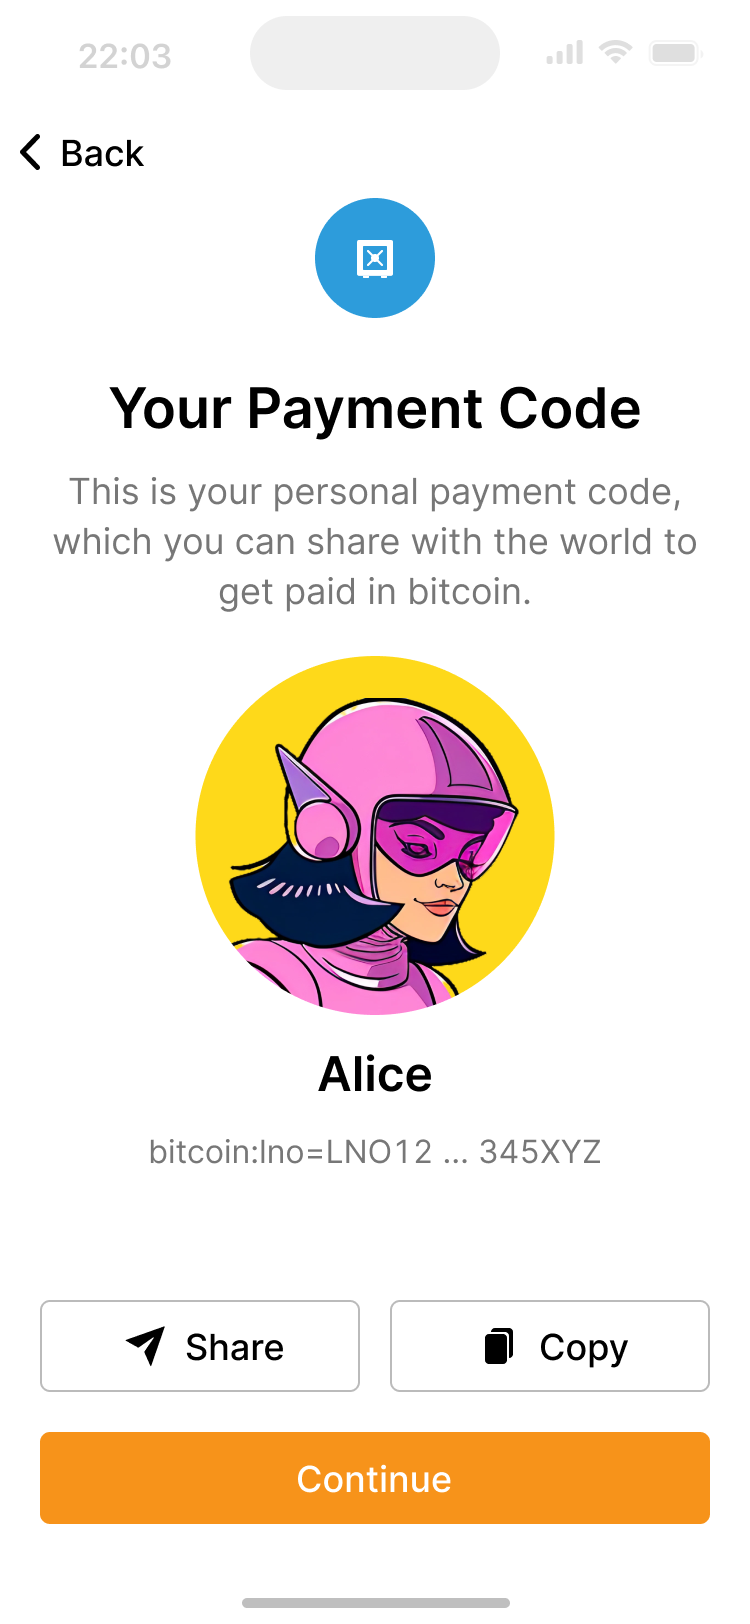 22:03
Back
Your Payment Code
This is your personal payment code,
which you can share with the world to
get paid in bitcoin.
Alice
bitcoin:lno=LNO12 ... 345XYZ
Share
Copy
Continue